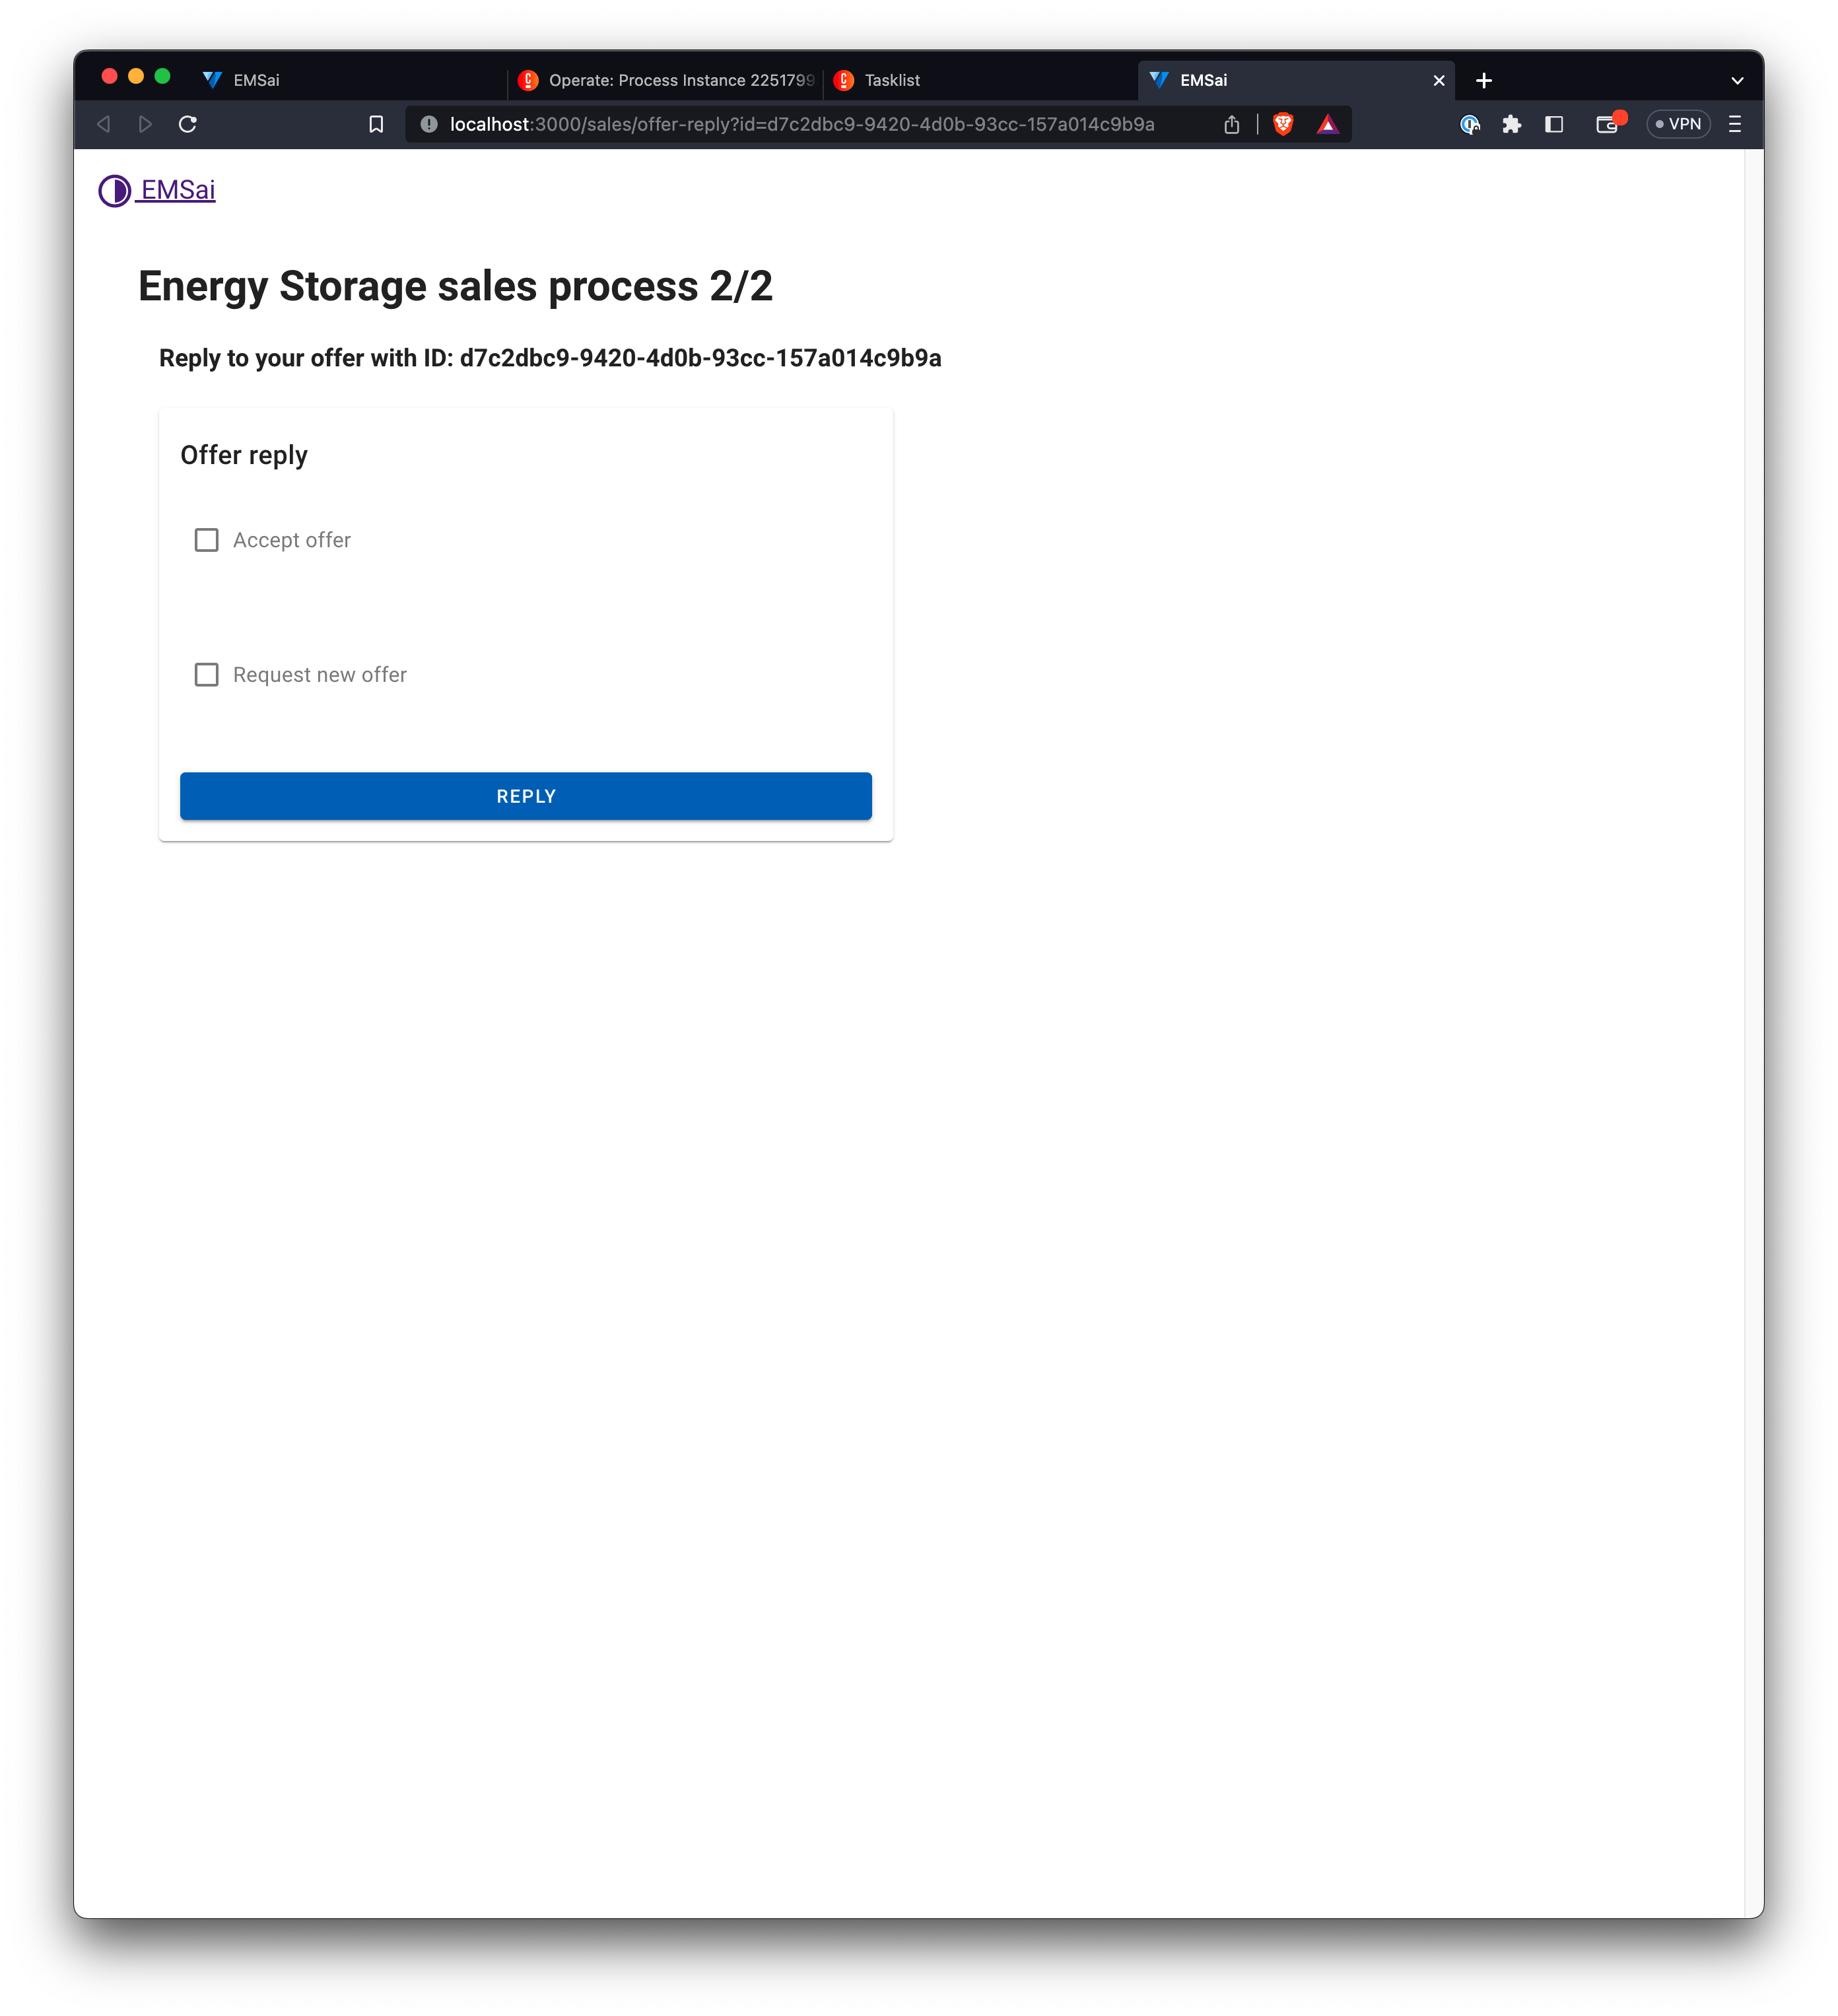 EMSai
Operate: Process Instance 2251799
Tasklist
EMSai
localhost:3000/sales/offer-reply?id=d7c2dbc9-9420-4d0b-93cc-157a014c9b9a
VPN
EMSai
Energy Storage sales process 2/2
Reply to your offer with ID: d7c2dbc9-9420-4d0b-93cc-157a014c9b9a
Offer reply
Accept offer
Request new offer
REPLY